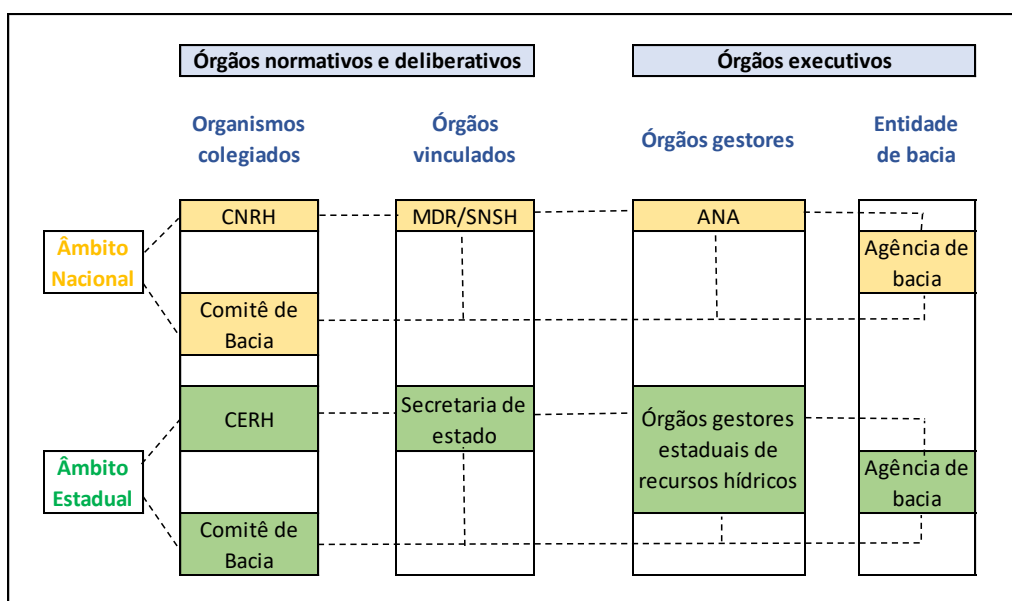 Órgãos normativos e deliberativos
Órgãos executivos
Organismos
colegiados
Órgãos
vinculados
Órgãos gestores
Entidade
de bacia
Âmbito
Nacional
CNRH
MDR/SNSH
ANA
Agência de
bacia
Comitê de
Bacia
Âmbito
Estadual
CERH
Secretaria de
estado
Órgãos gestores
estaduais de
recursos hídricos
Agência de
bacia
Comitê de
Bacia